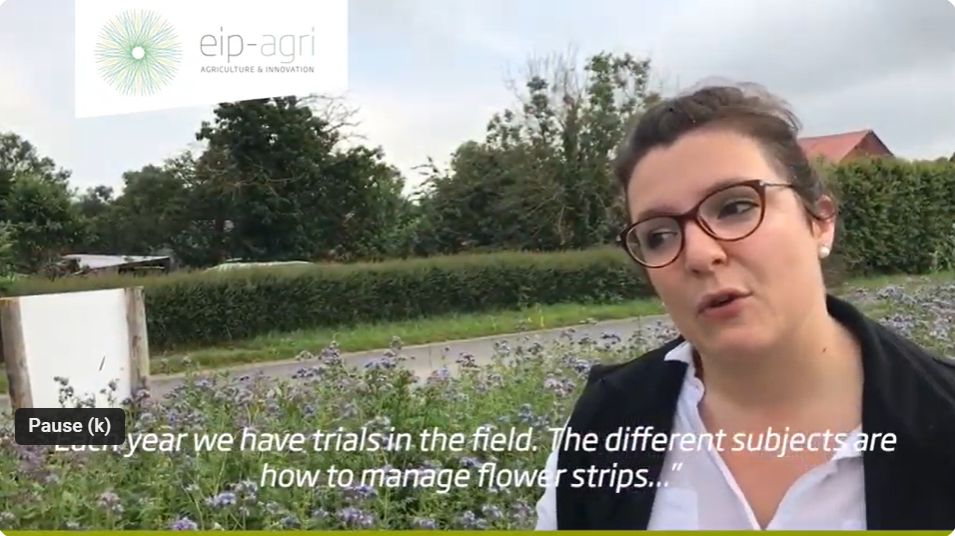 eip-agri
AGRICULTURE & INNOVATION
Pause (k)
year we have trials in the field. The different subjects are
how to manage flower strips..."